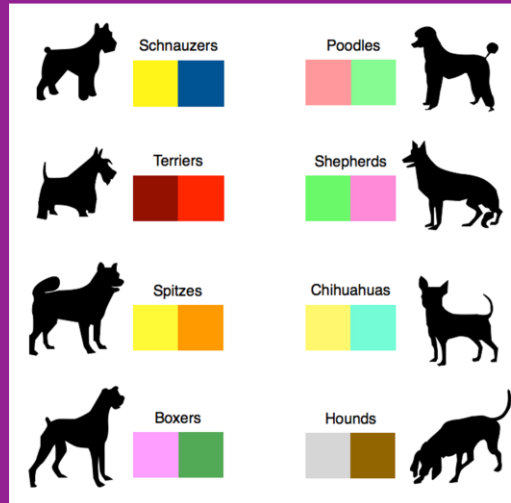 Schnauzers
Poodles
Terriers
Shepherds
Spitzes
Chihuahuas
Boxers
Hounds